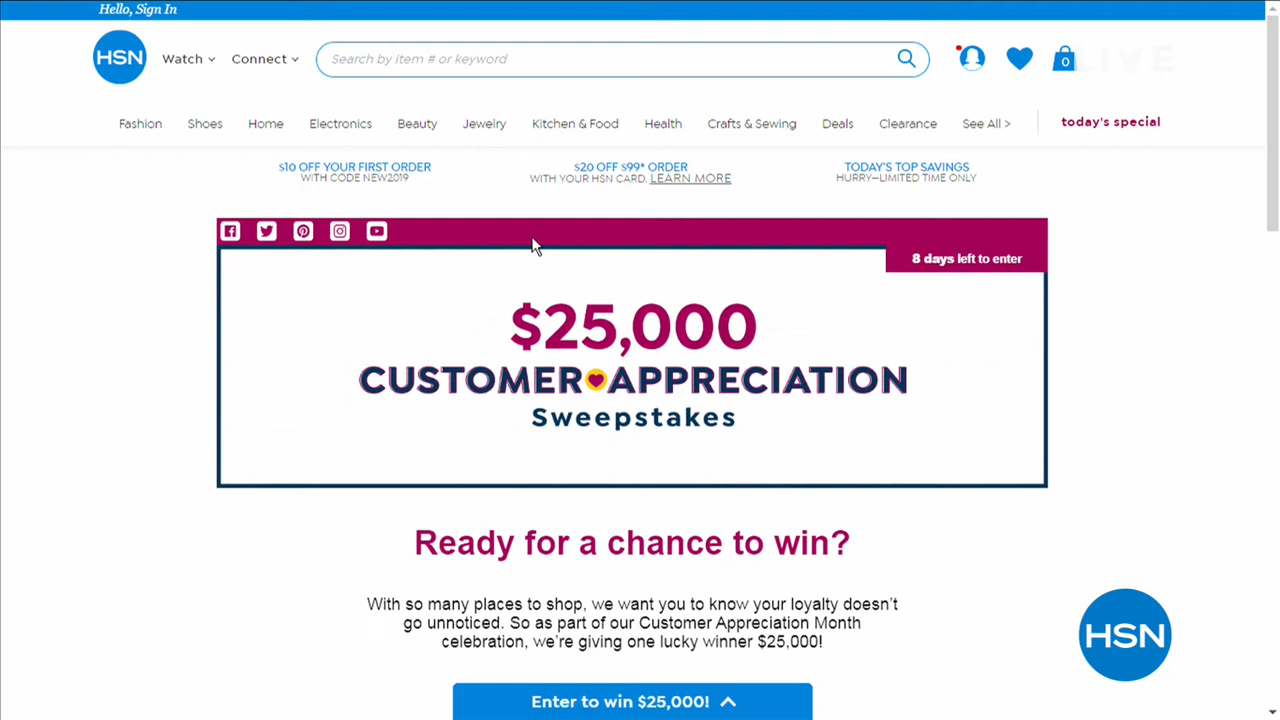 Hello, Sign In
HSN
Watch
Connect
Search by item # or keyword
0
LIVE
Fashion
Shoes
Home
Electronics
Beauty
Jewelry
Kitchen & Food
Health
Crafts & Sewing
Deals
Clearance
See All >
today's special
$10 OFF YOUR FIRST ORDER
WITH CODE NEW2019
$20 OFF $99* ORDER
WITH YOUR HSN CARD. LEARN MORE
TODAY'S TOP SAVINGS
HURRY—LIMITED TIME ONLY
8 days left to enter
$25,000
CUSTOMER APPRECIATION
Sweepstakes
Ready for a chance to win?
With so many places to shop, we want you to know your loyalty doesn’t
go unnoticed. So as part of our Customer Appreciation Month
celebration, we’re giving one lucky winner $25,000!
Enter to win $25,000!
HSN